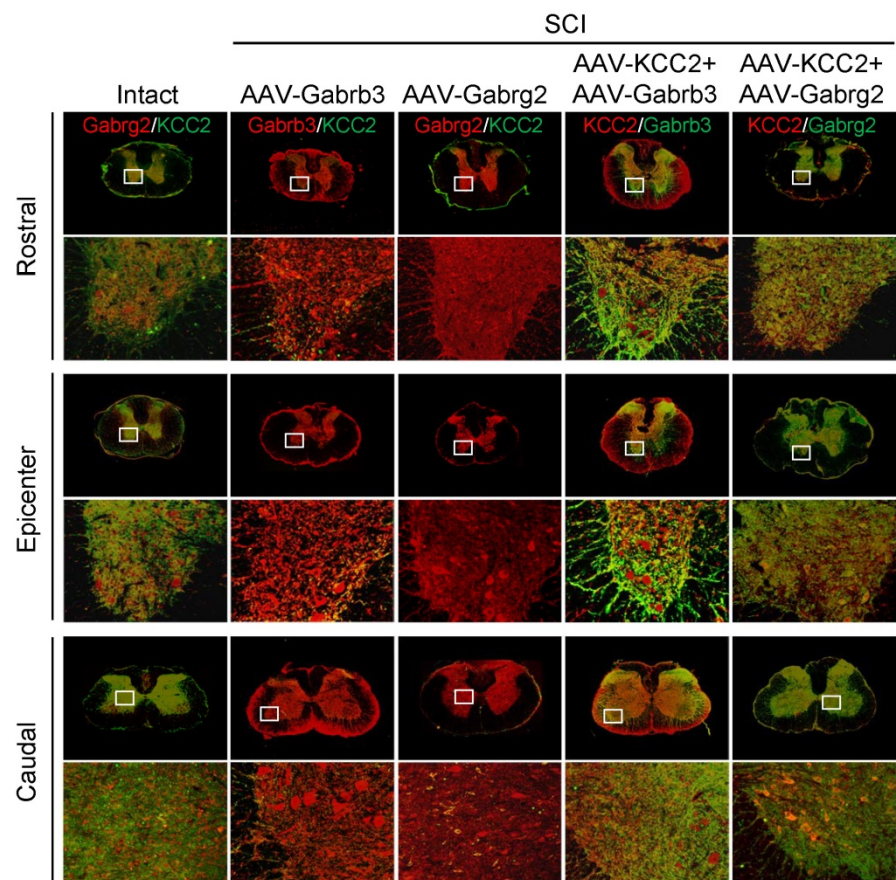 SCI
Intact
AAV-Gabrb3
AAV-Gabrg2
AAV-KCC2+
AAV-Gabrb3
AAV-KCC2+
AAV-Gabrg2
Rostral
Gabrg2/KCC2
Gabrb3/KCC2
Gabrg2/KCC2
KCC2/Gabrb3
KCC2/Gabrg2
Epicenter
Caudal